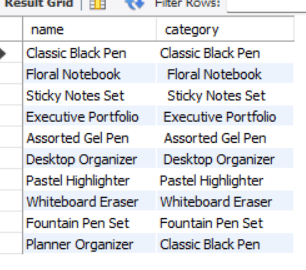 Result Grid Filter Rows:
name category
Classic Black Pen Classic Black Pen
Floral Notebook Floral Notebook
Sticky Notes Set Sticky Notes Set
Executive Portfolio Executive Portfolio
Assorted Gel Pen Assorted Gel Pen
Desktop Organizer Desktop Organizer
Pastel Highlighter Pastel Highlighter
Whiteboard Eraser Whiteboard Eraser
Fountain Pen Set Fountain Pen Set
Planner Organizer Classic Black Pen